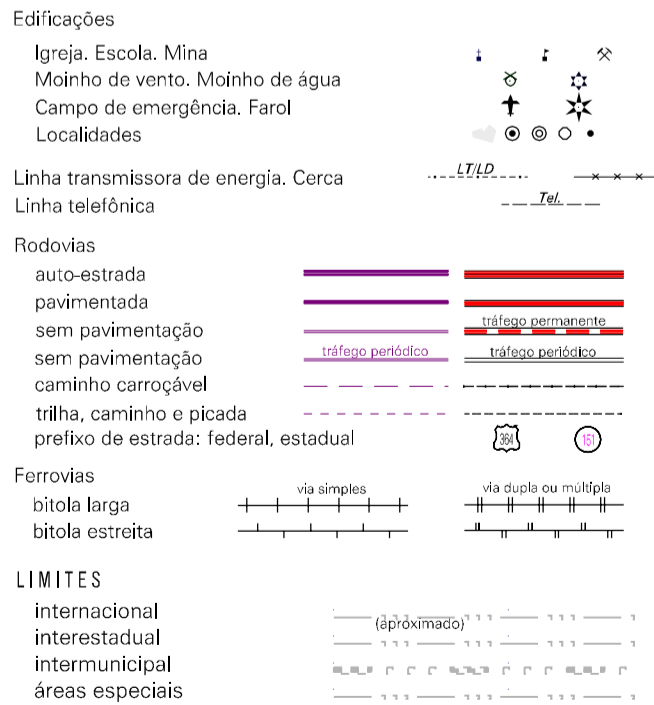 Edificações
Igreja. Escola. Mina
Moinho de vento. Moinho de água
Campo de emergência. Farol
Localidades
Linha transmissora de energia. Cerca LT/LD
Linha telefônica Tel.
Rodovias
auto-estrada
pavimentada
sem pavimentação tráfego permanente
sem pavimentação tráfego periódico tráfego periódico
caminho carroçável
trilha, caminho e picada
prefixo de estrada: federal, estadual 364 151
Ferrovias
bitola larga via simples via dupla ou múltipla
bitola estreita
LIMITES
internacional
(aproximado)
interestadual
intermunicipal
áreas especiais